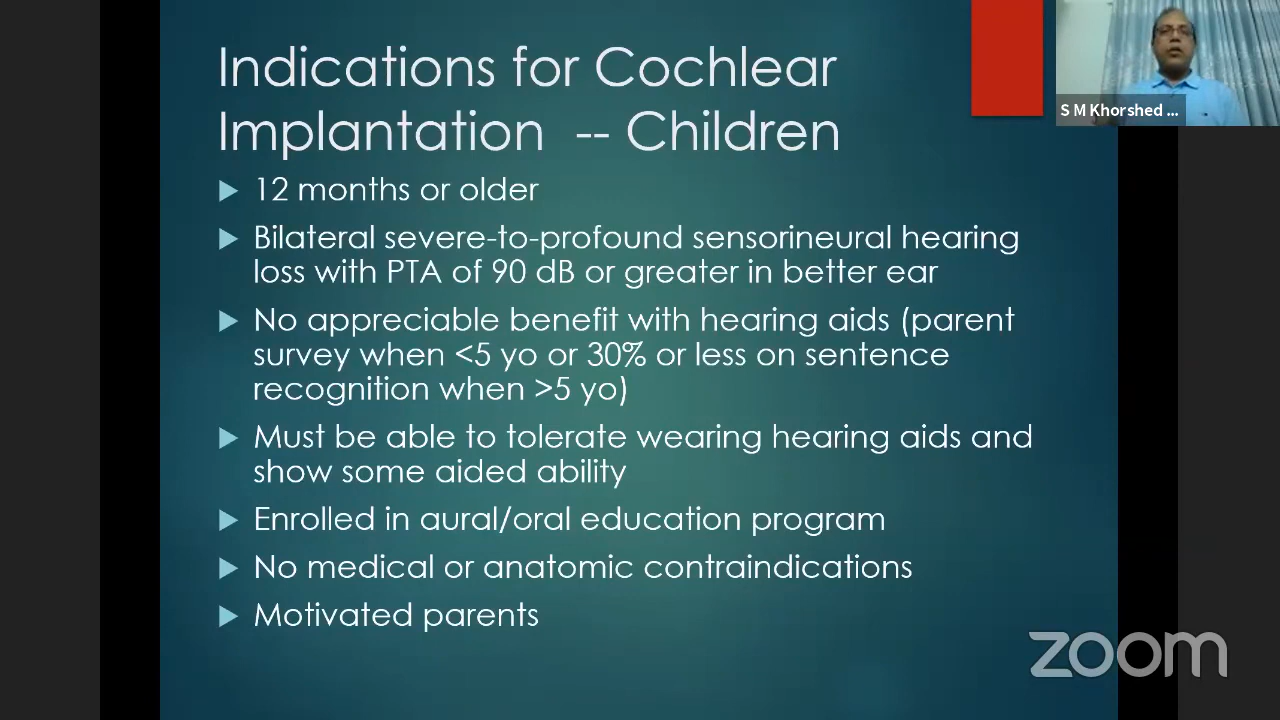 Indications for Cochlear
Implantation -- Children
12 months or older
Bilateral severe-to-profound sensorineural hearing
loss with PTA of 90 dB or greater in better ear
No appreciable benefit with hearing aids (parent
survey when <5 yo or 30% or less on sentence
recognition when >5 yo)
Must be able to tolerate wearing hearing aids and
show some aided ability
Enrolled in aural/oral education program
No medical or anatomic contraindications
Motivated parents
S M Khorshed ...
zoom